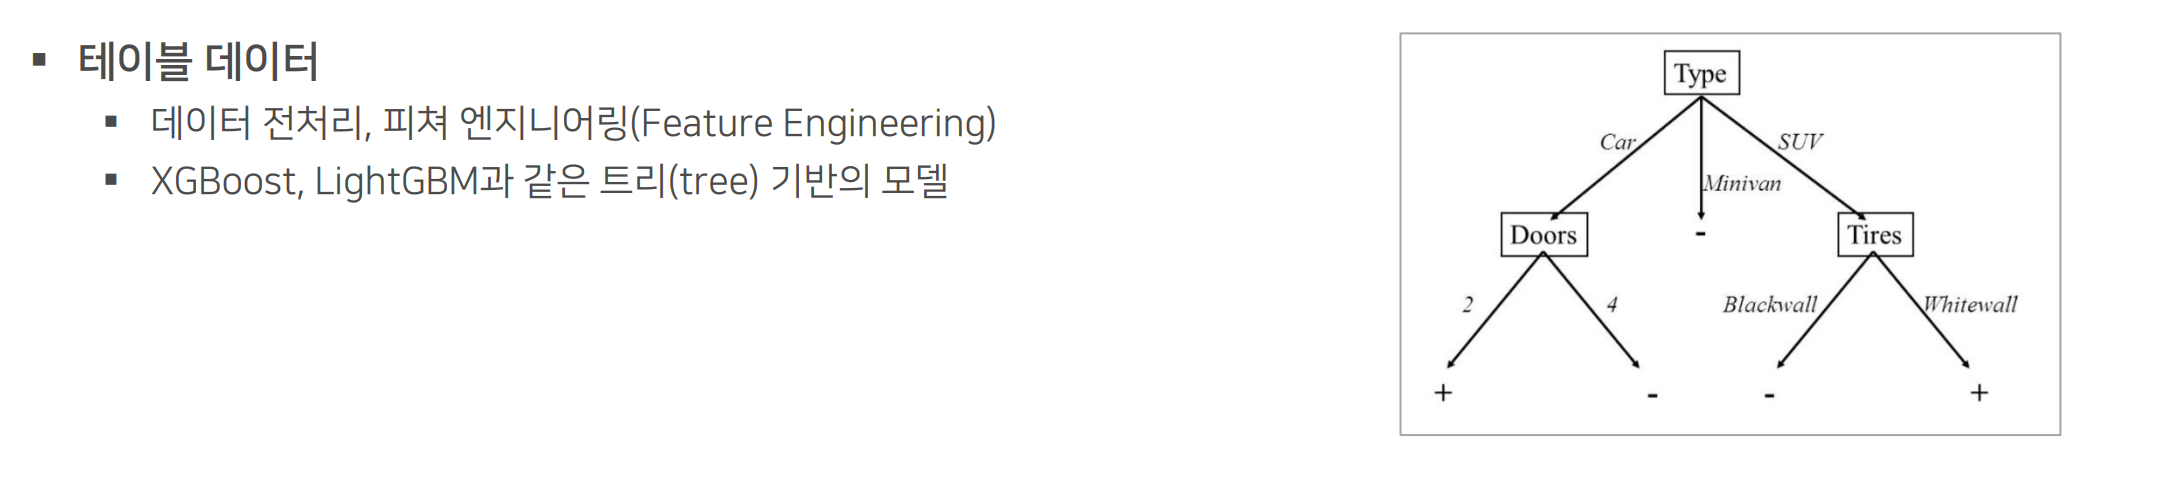 ▪ 테이블 데이터
▪ 데이터 전처리, 피쳐 엔지니어링(Feature Engineering)
▪ XGBoost, LightGBM과 같은 트리(tree) 기반의 모델
Type
Car
SUV
Minivan
Doors
-
Tires
2
4
Blackwall
Whitewall
+
-
-
+